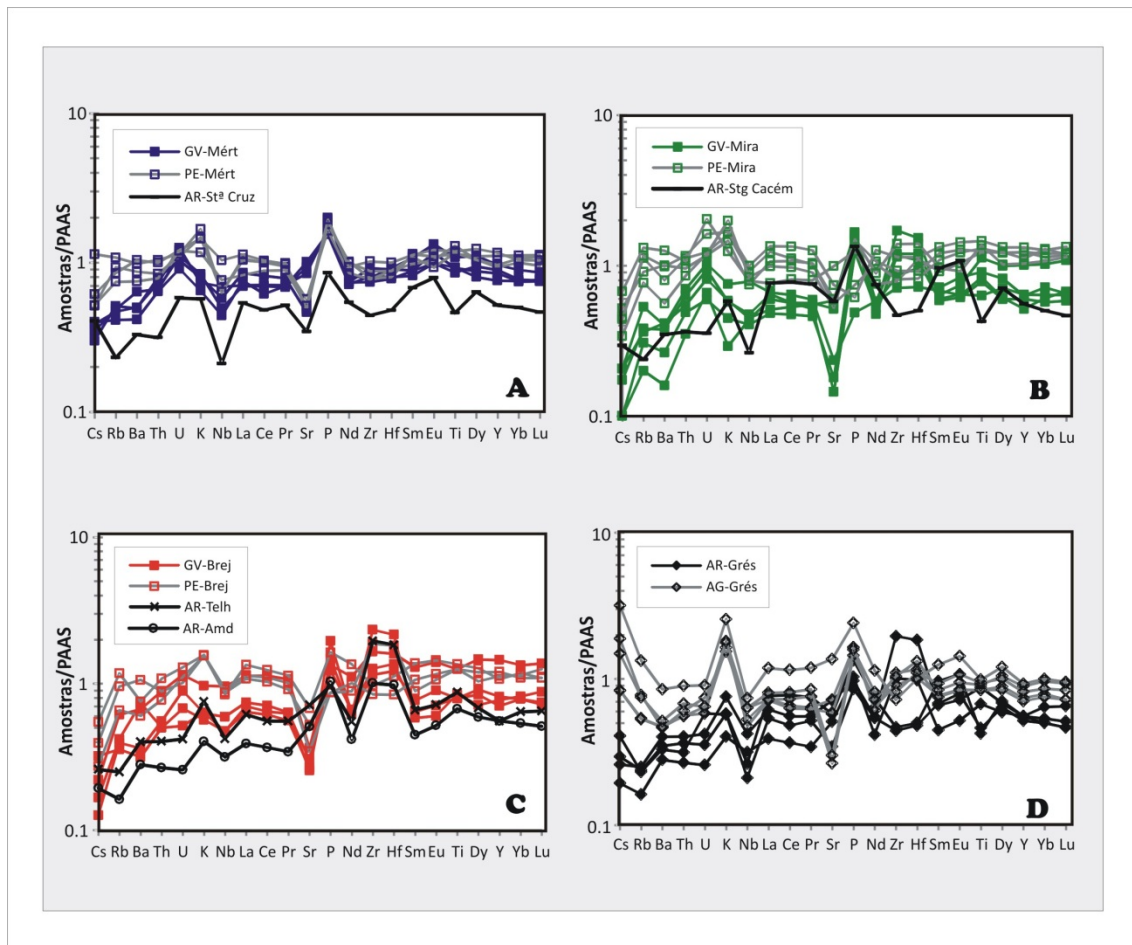 Amostras/PAAS
10
1
0.1
GV-Mért
PE-Mért
AR-Stª Cruz
A
Cs Rb Ba Th U K Nb La Ce Pr Sr P Nd Zr Hf Sm Eu Ti Dy Y Yb Lu
Amostras/PAAS
10
1
0.1
GV-Mira
PE-Mira
AR-Stg Cacém
B
Cs Rb Ba Th U K Nb La Ce Pr Sr P Nd Zr Hf Sm Eu Ti Dy Y Yb Lu
Amostras/PAAS
10
1
0.1
GV-Brej
PE-Brej
AR-Telh
AR-Amd
C
Cs Rb Ba Th U K Nb La Ce Pr Sr P Nd Zr Hf Sm Eu Ti Dy Y Yb Lu
Amostras/PAAS
10
1
0.1
AR-Grés
AG-Grés
D
Cs Rb Ba Th U K Nb La Ce Pr Sr P Nd Zr Hf Sm Eu Ti Dy Y Yb Lu